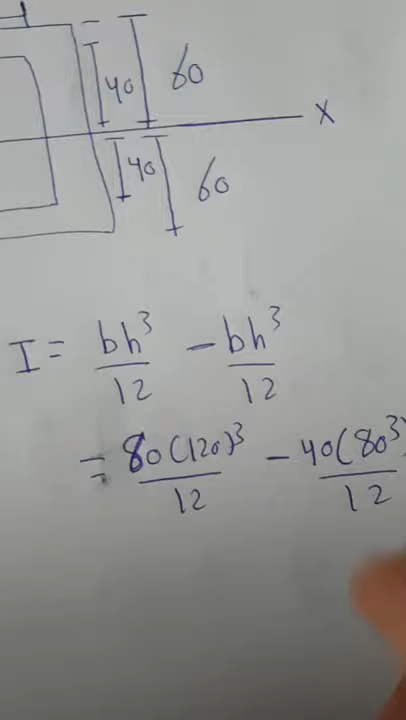 40 60
X
40 60
I = bh³/12 - bh³/12
= 80(120)³/12 - 40(80³)/12